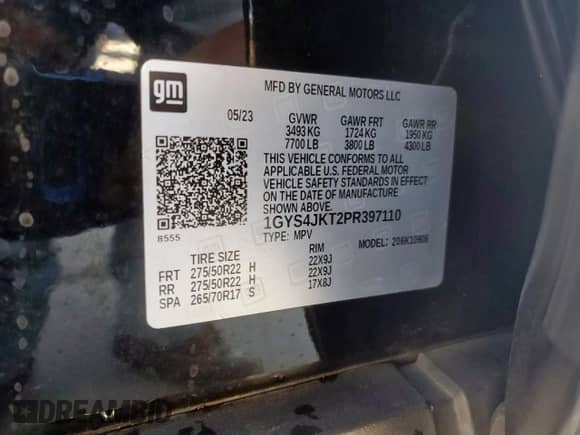 gm
MFD BY GENERAL MOTORS LLC
05/23 GVWR GAWR FRT GAWR RR
3493 KG 1724 KG 1950 KG
7700 LB 3800 LB 4300 LB
THIS VEHICLE CONFORMS TO ALL
APPLICABLE U.S. FEDERAL MOTOR
VEHICLE SAFETY STANDARDS IN EFFECT
ON THE DATE OF MANUFACTURE
SHOWN ABOVE.
1GYS4JKT2PR397110
8555 TYPE: MPV MODEL:
TIRE SIZE RIM
FRT 275/50R22 H 22X9J
RR 275/50R22 H 22X9J
SPA 265/70R17 S 17X8J
DREAMBID